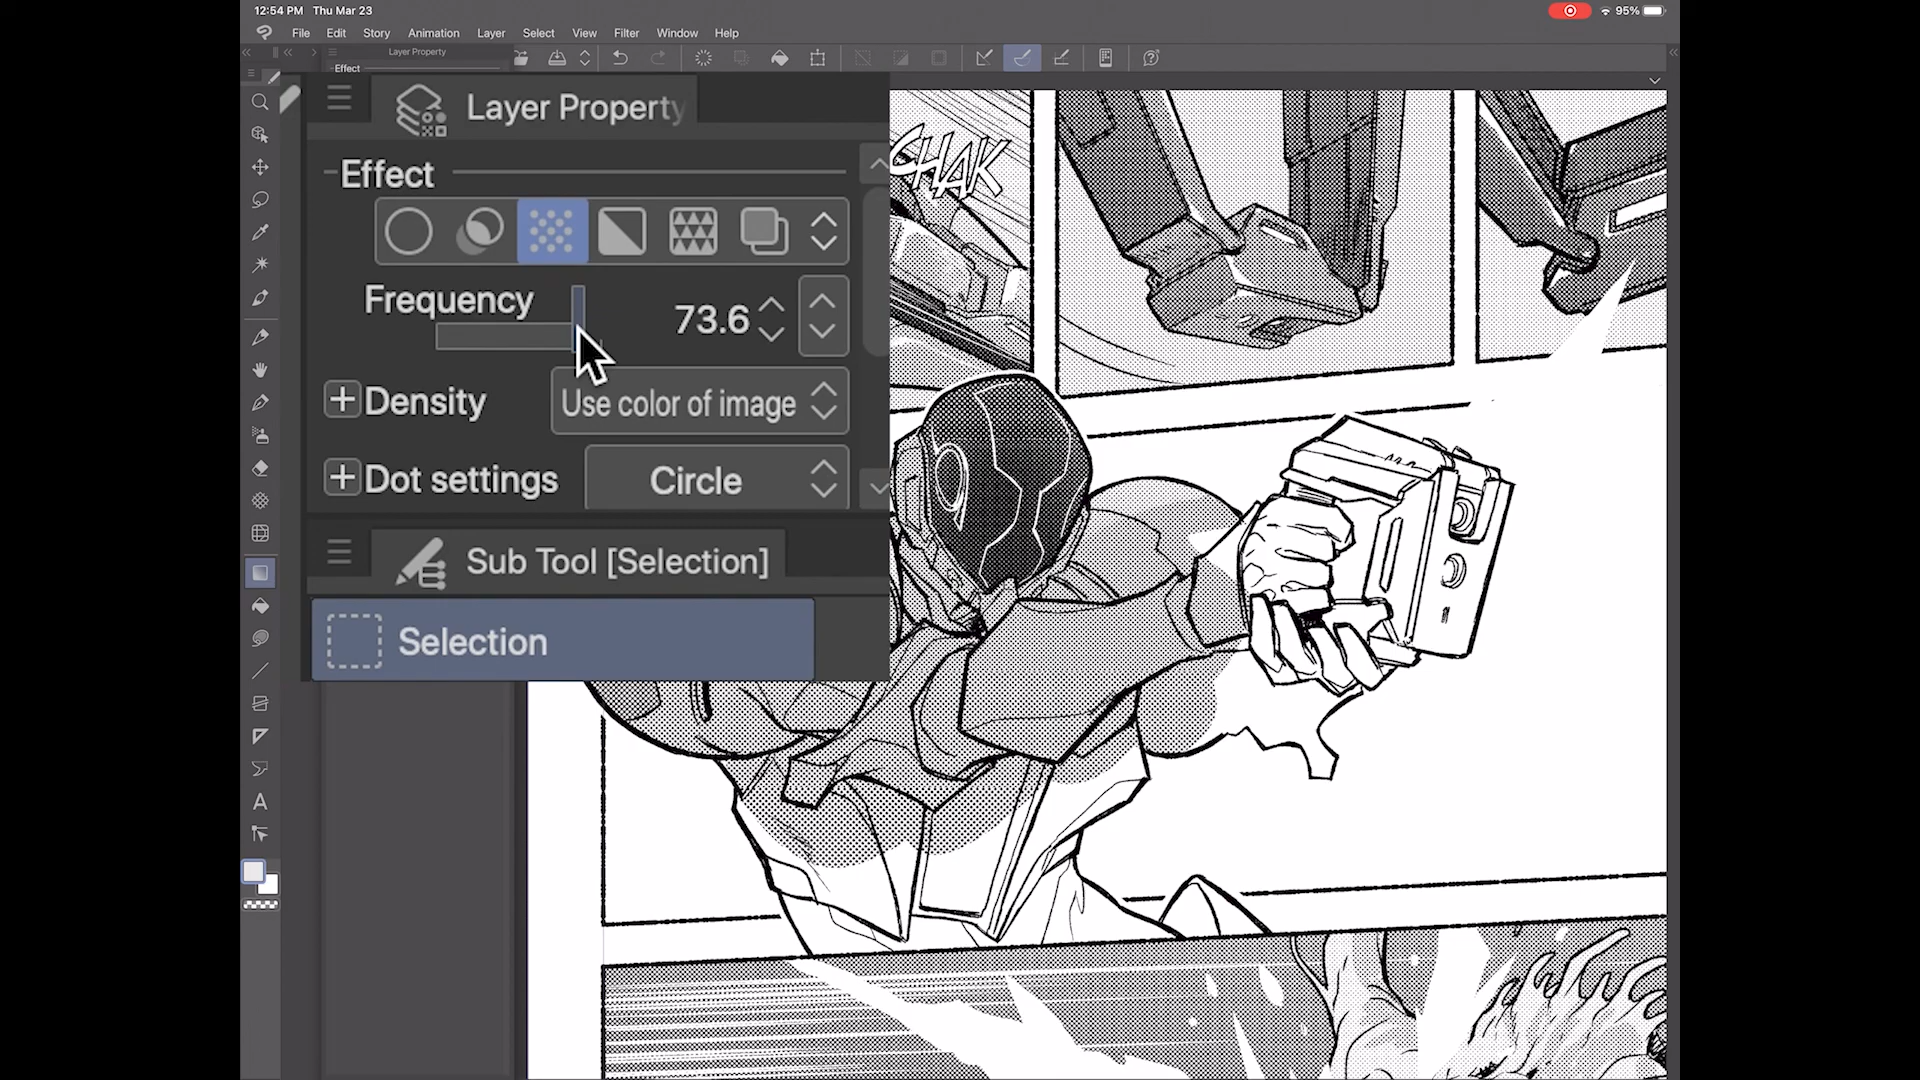 12:54 PM Thu Mar 23
95%
File Edit Story Animation Layer Select View Filter Window Help
Layer Property
Effect
Layer Property
Effect
Frequency 73.6
Density Use color of image
Dot settings Circle
Sub Tool [Selection]
Selection
CHAK
A